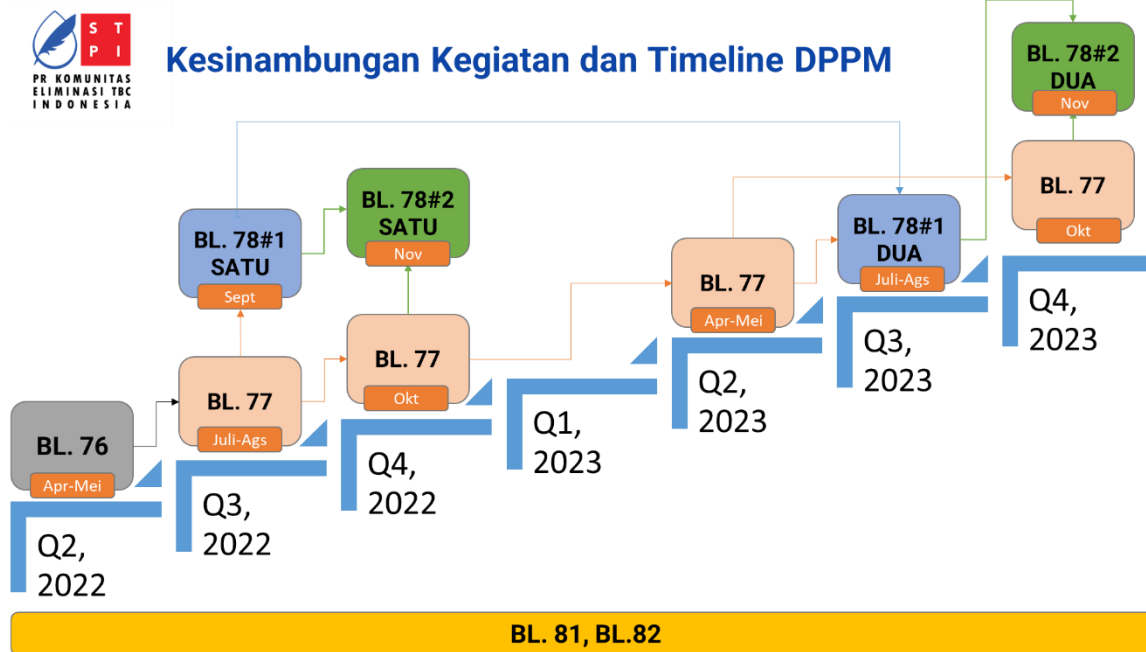 S T
P I
PR KOMUNITAS
ELIMINASI TBC
INDONESIA
Kesinambungan Kegiatan dan Timeline DPPM
BL. 76
Apr-Mei
Q2,
2022
BL. 78#1
SATU
Sept
BL. 77
Juli-Ags
Q3,
2022
BL. 78#2
SATU
Nov
BL. 77
Okt
Q4,
2022
Q1,
2023
BL. 77
Apr-Mei
Q2,
2023
BL. 78#1
DUA
Juli-Ags
Q3,
2023
BL. 78#2
DUA
Nov
BL. 77
Okt
Q4,
2023
BL. 81, BL.82